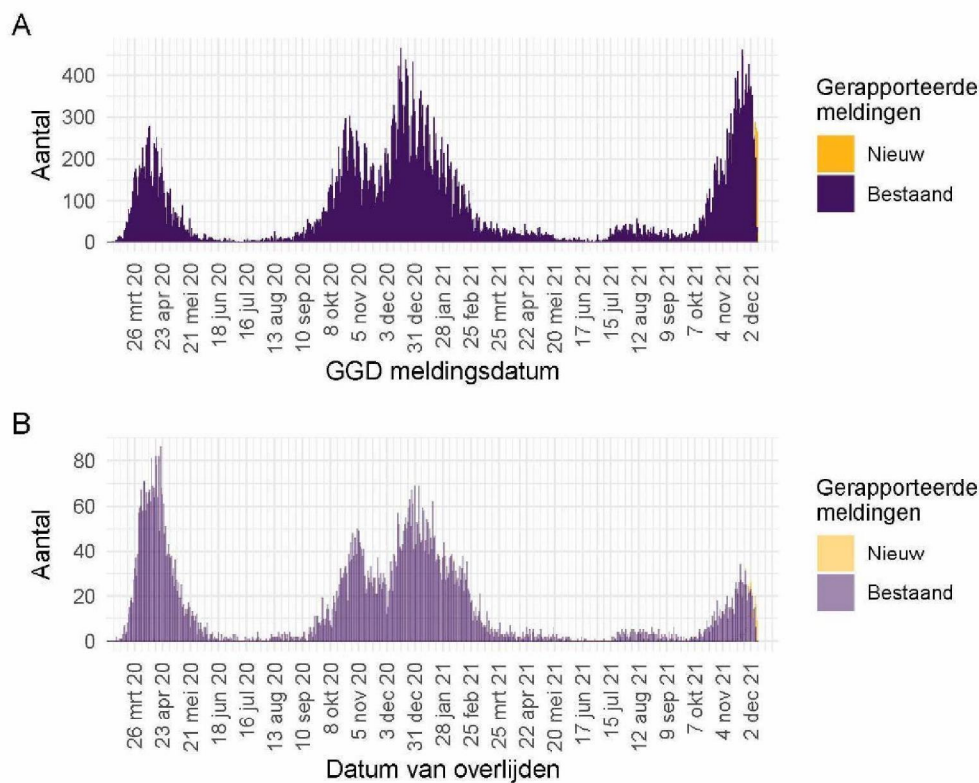 A
Aantal
400
300
200
100
0
26 mrt 20
23 apr 20
21 mei 20
18 jun 20
16 jul 20
13 aug 20
10 sep 20
8 okt 20
5 nov 20
3 dec 20
31 dec 20
28 jan 21
25 feb 21
25 mrt 21
22 apr 21
20 mei 21
17 jun 21
15 jul 21
12 aug 21
9 sep 21
7 okt 21
4 nov 21
2 dec 21
GGD meldingsdatum
Gerapporteerde
meldingen
Nieuw
Bestaand
B
Aantal
80
60
40
20
0
26 mrt 20
23 apr 20
21 mei 20
18 jun 20
16 jul 20
13 aug 20
10 sep 20
8 okt 20
5 nov 20
3 dec 20
31 dec 20
28 jan 21
25 feb 21
25 mrt 21
22 apr 21
20 mei 21
17 jun 21
15 jul 21
12 aug 21
9 sep 21
7 okt 21
4 nov 21
2 dec 21
Datum van overlijden
Gerapporteerde
meldingen
Nieuw
Bestaand